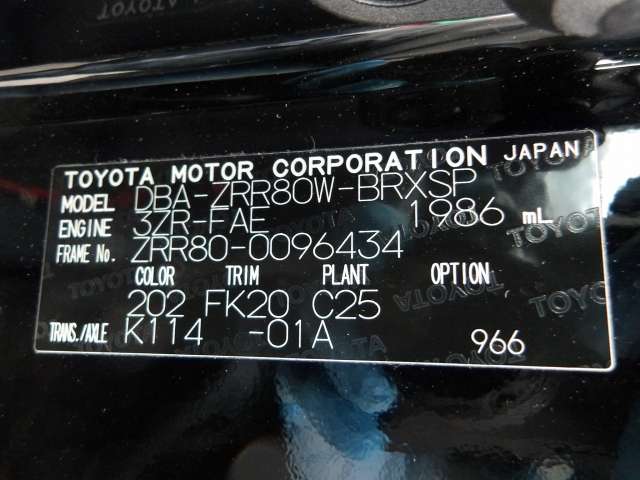 TOYOTA MOTOR CORPORATION JAPAN
MODEL DBA-ZRR80W-BRXSP
ENGINE 3ZR-FAE 1986 mL
FRAME No. ZRR80-0096434
COLOR TRIM PLANT OPTION
202 FK20 C25
TRANS./AXLE K114 -01A 966